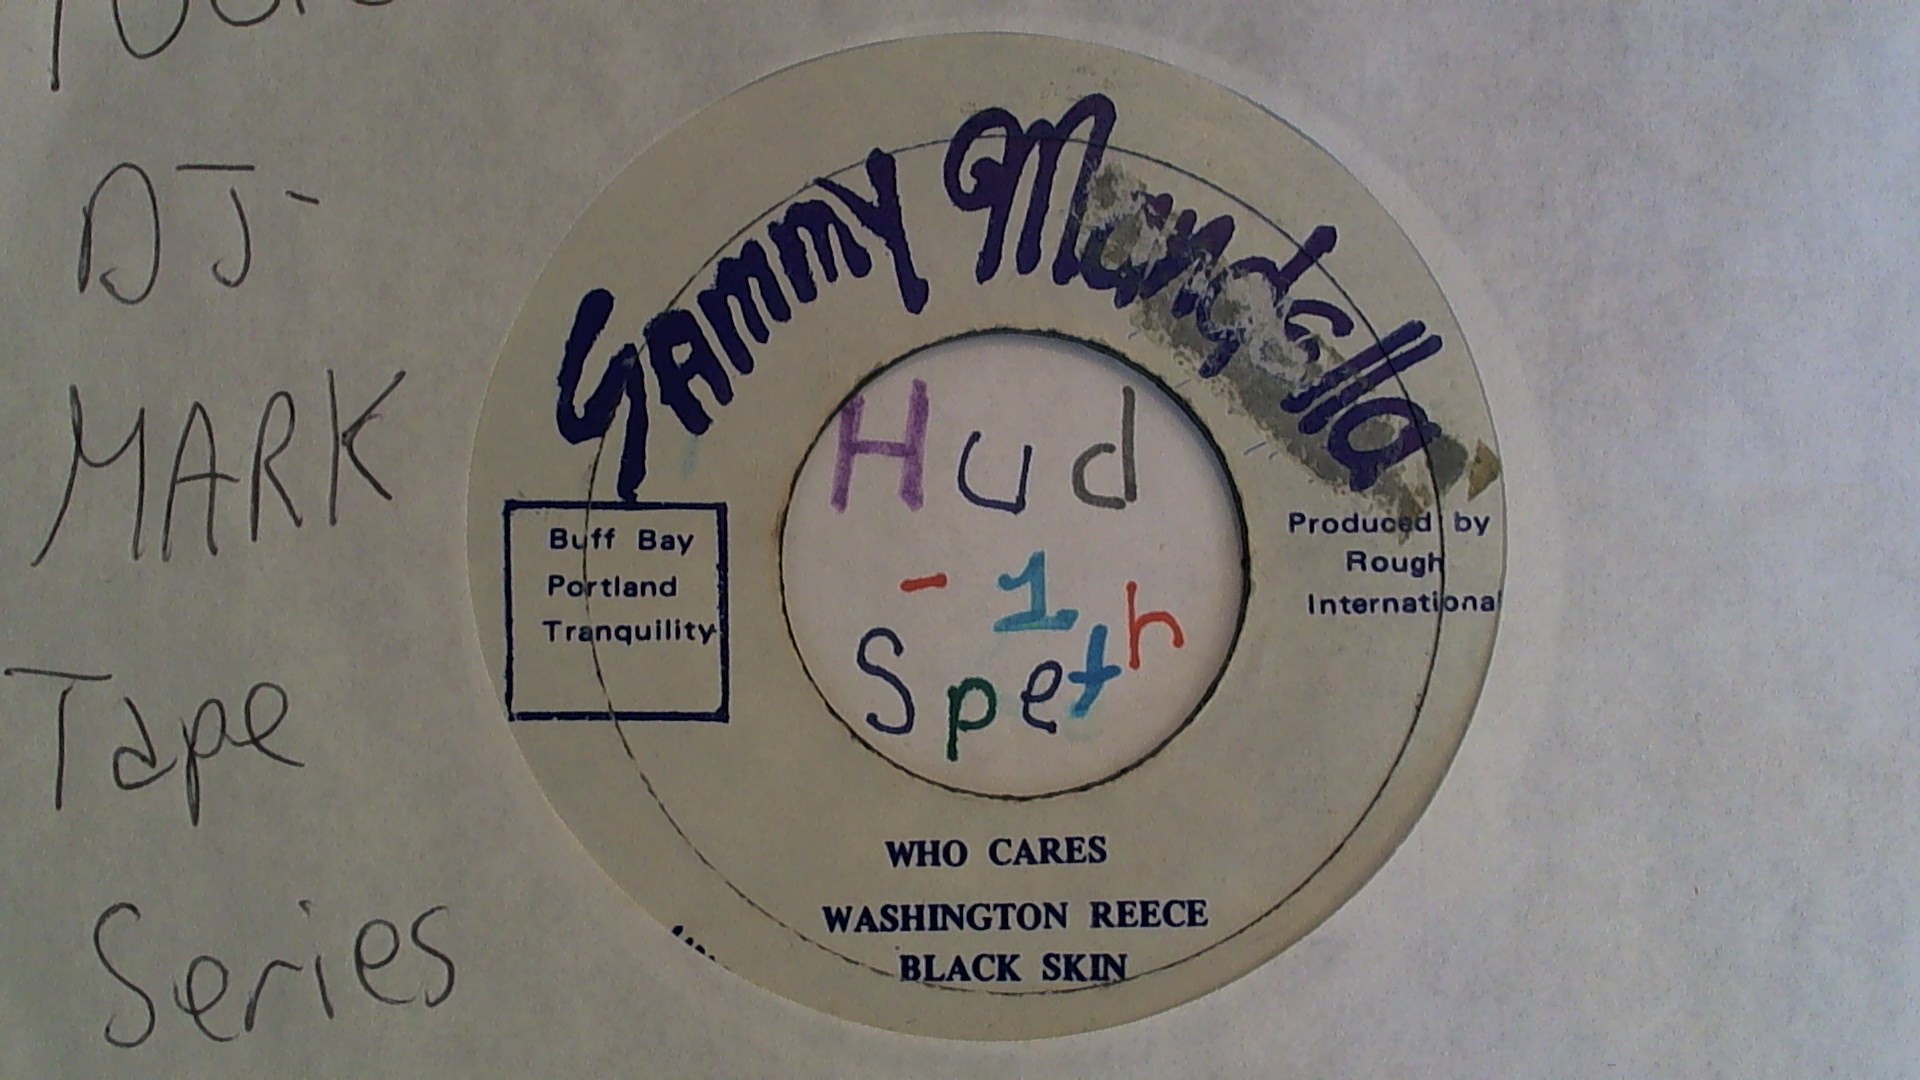 DJ-
MARK
Tape
Series
Sammy Mandella
Buff Bay
Portland
Tranquility
Hud
- 1
Speth
Produced by
Rough
International
WHO CARES
WASHINGTON REECE
BLACK SKIN